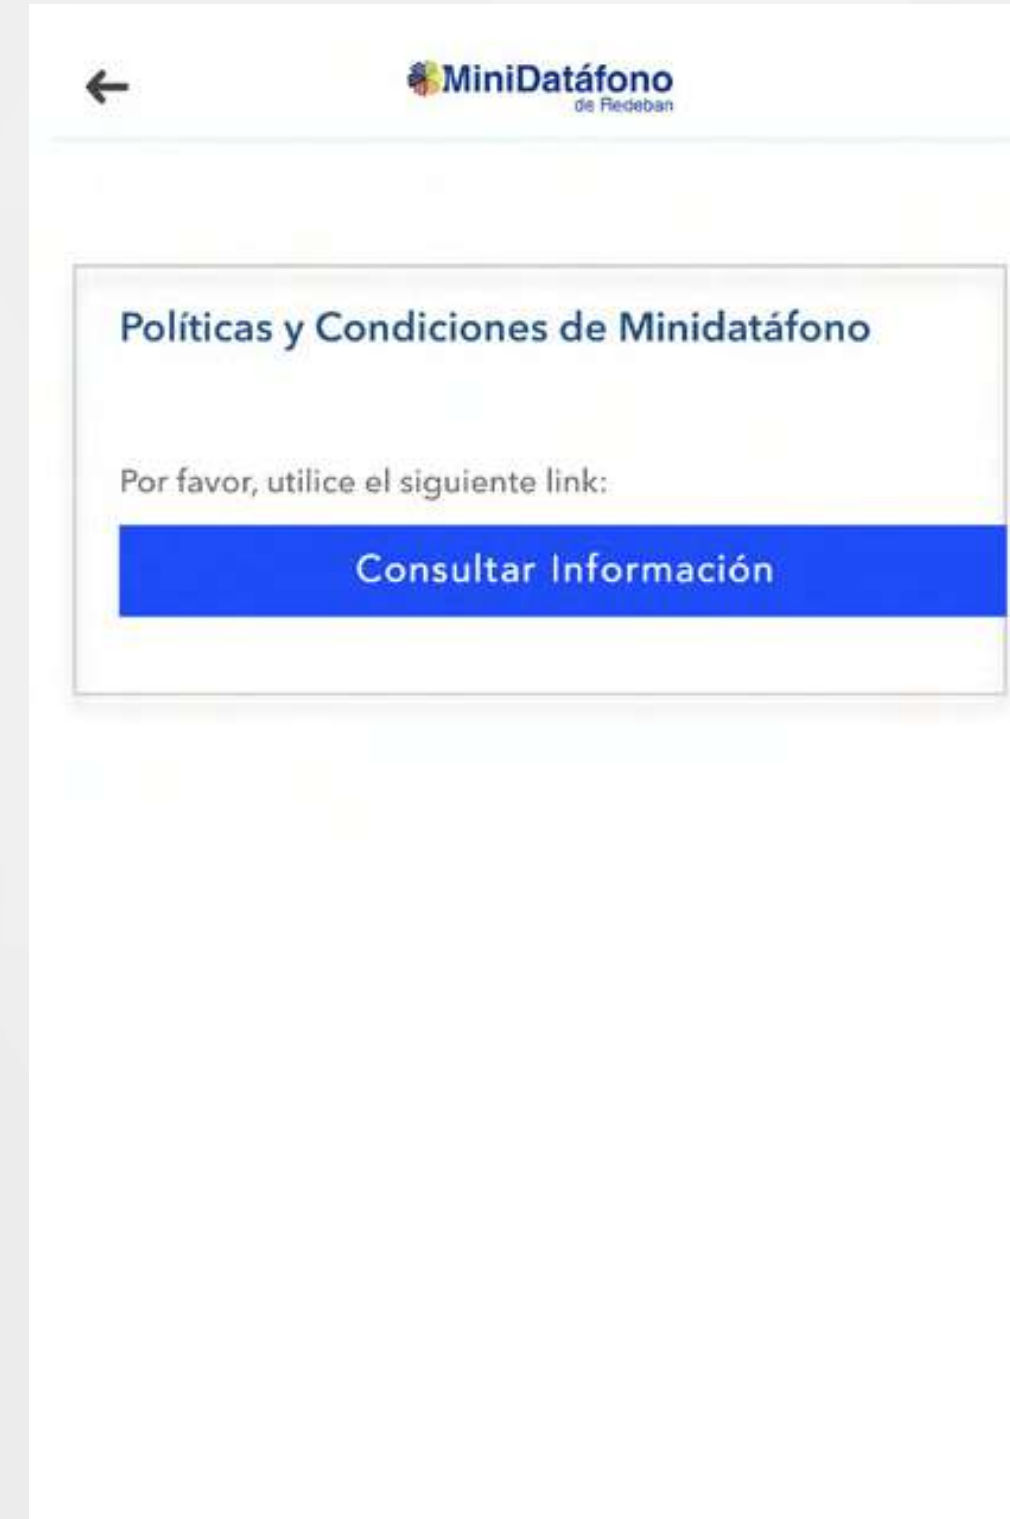 MiniDatáfono
de Redeban
Políticas y Condiciones de Minidatáfono
Por favor, utilice el siguiente link:
Consultar Información